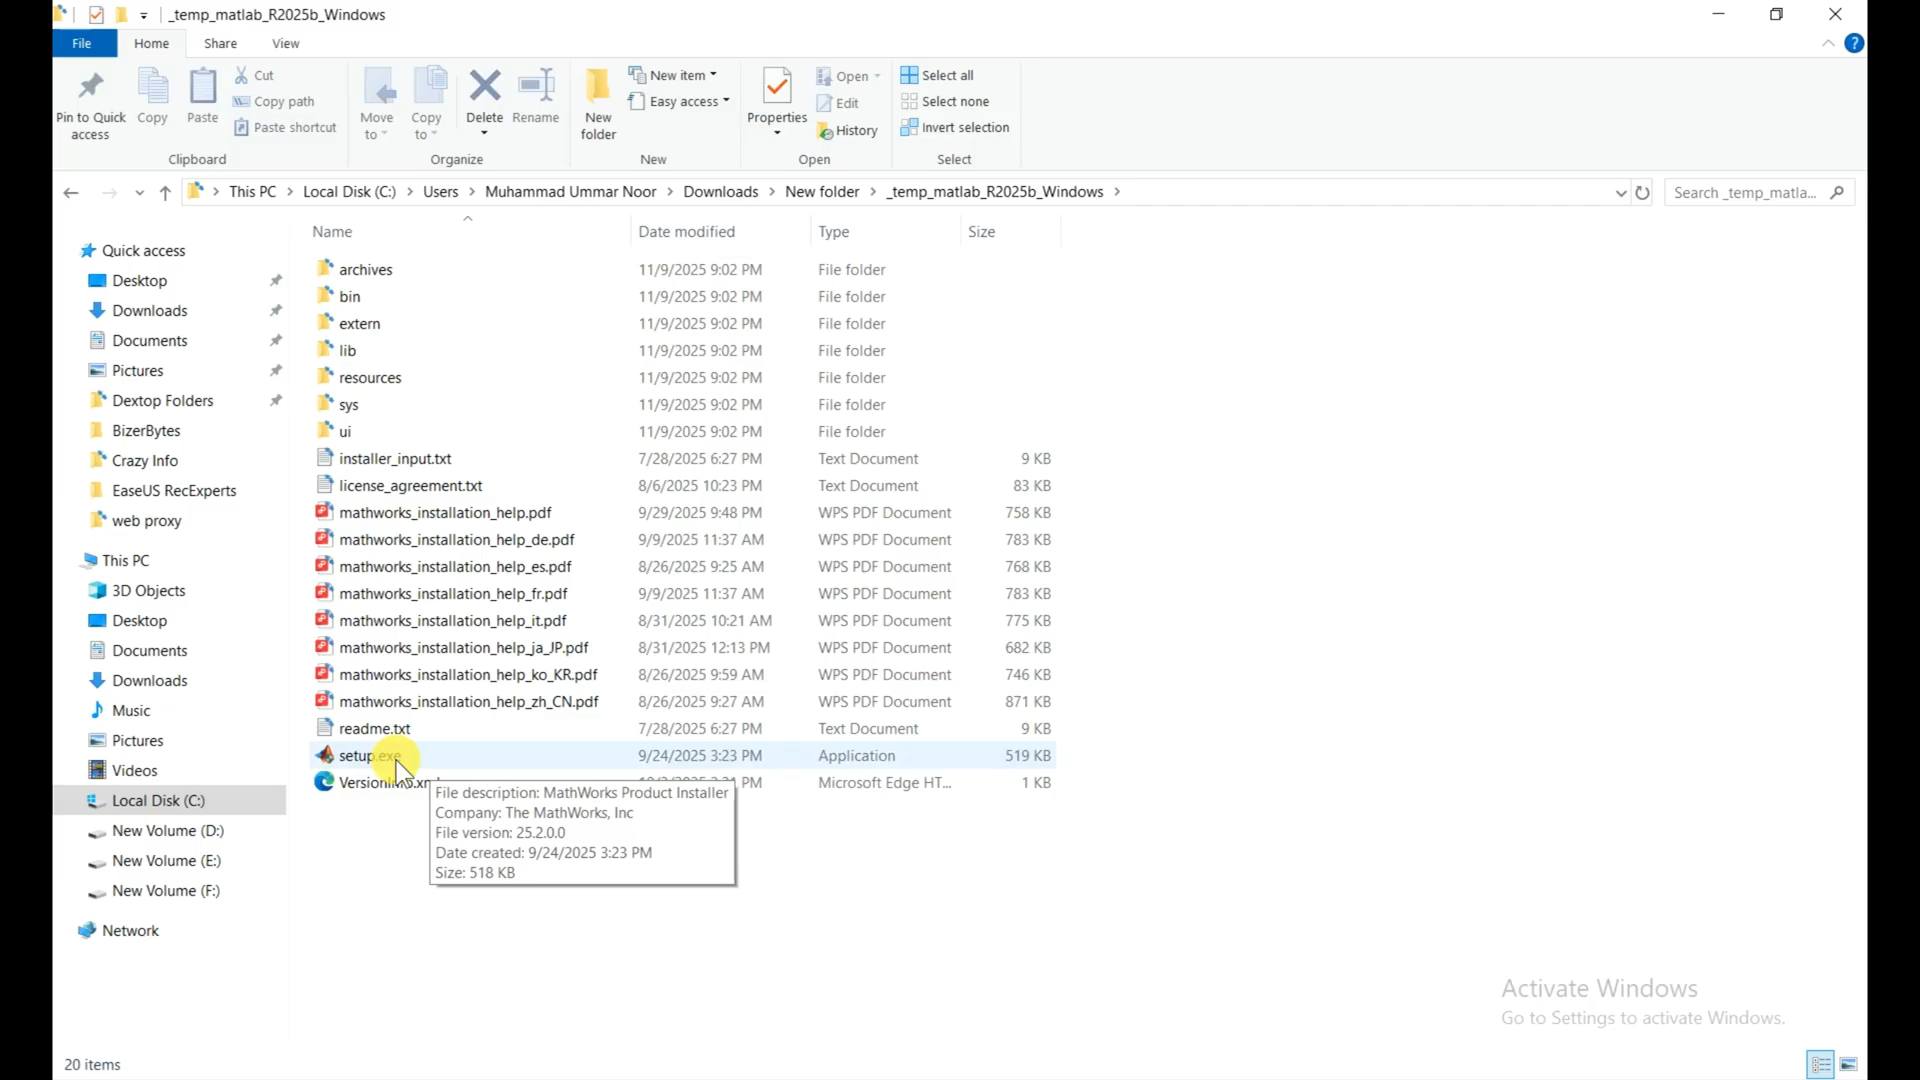 _temp_matlab_R2025b_Windows
File Home Share View
Pin to Quick access
Copy
Paste
Cut
Copy path
Paste shortcut
Clipboard
Move to
Copy to
Delete
Rename
Organize
New folder
New item
Easy access
New
Properties
Open
Edit
History
Open
Select all
Select none
Invert selection
Select
This PC > Local Disk (C:) > Users > Muhammad Ummar Noor > Downloads > New folder > _temp_matlab_R2025b_Windows >
Search _temp_matla...
Quick access
Desktop
Downloads
Documents
Pictures
Dextop Folders
BizerBytes
Crazy Info
EaseUS RecExperts
web proxy
This PC
3D Objects
Desktop
Documents
Downloads
Music
Pictures
Videos
Local Disk (C:)
New Volume (D:)
New Volume (E:)
New Volume (F:)
Network
Name Date modified Type Size
archives 11/9/2025 9:02 PM File folder
bin 11/9/2025 9:02 PM File folder
extern 11/9/2025 9:02 PM File folder
lib 11/9/2025 9:02 PM File folder
resources 11/9/2025 9:02 PM File folder
sys 11/9/2025 9:02 PM File folder
ui 11/9/2025 9:02 PM File folder
installer_input.txt 7/28/2025 6:27 PM Text Document 9 KB
license_agreement.txt 8/6/2025 10:23 PM Text Document 83 KB
mathworks_installation_help.pdf 9/29/2025 9:48 PM WPS PDF Document 758 KB
mathworks_installation_help_de.pdf 9/9/2025 11:37 AM WPS PDF Document 783 KB
mathworks_installation_help_es.pdf 8/26/2025 9:25 AM WPS PDF Document 768 KB
mathworks_installation_help_fr.pdf 9/9/2025 11:37 AM WPS PDF Document 783 KB
mathworks_installation_help_it.pdf 8/31/2025 10:21 AM WPS PDF Document 775 KB
mathworks_installation_help_ja_JP.pdf 8/31/2025 12:13 PM WPS PDF Document 682 KB
mathworks_installation_help_ko_KR.pdf 8/26/2025 9:59 AM WPS PDF Document 746 KB
mathworks_installation_help_zh_CN.pdf 8/26/2025 9:27 AM WPS PDF Document 871 KB
readme.txt 7/28/2025 6:27 PM Text Document 9 KB
setup.exe 9/24/2025 3:23 PM Application 519 KB
PM Microsoft Edge HT... 1 KB
File description: MathWorks Product Installer
Company: The MathWorks, Inc
File version: 25.2.0.0
Date created: 9/24/2025 3:23 PM
Size: 518 KB
Activate Windows
Go to Settings to activate Windows.
20 items